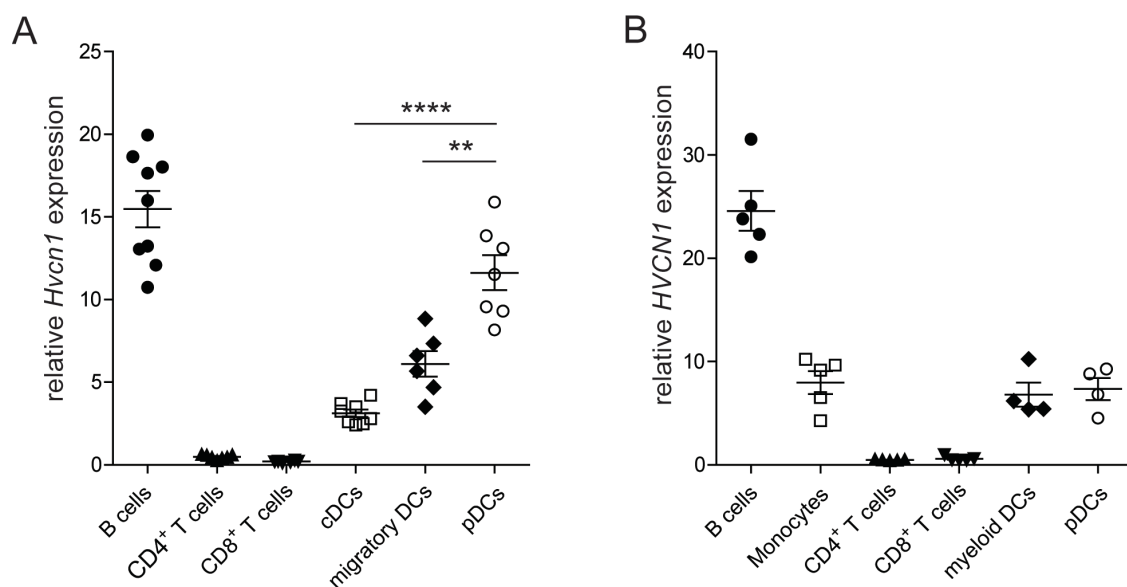 A
relative Hvcn1 expression
25
20
15
10
5
0
****
**
B cells
CD4+ T cells
CD8+ T cells
cDCs
migratory DCs
pDCs
B
relative HVCN1 expression
40
30
20
10
0
B cells
Monocytes
CD4+ T cells
CD8+ T cells
myeloid DCs
pDCs